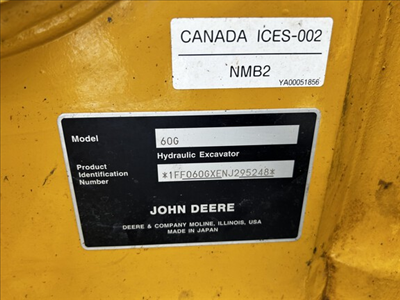 CANADA ICES-002
NMB2
YA00051856
Model 60G
Hydraulic Excavator
Product
Identification
Number
*1FF060GXENJ295248*
JOHN DEERE
DEERE & COMPANY MOLINE, ILLINOIS, USA
MADE IN JAPAN